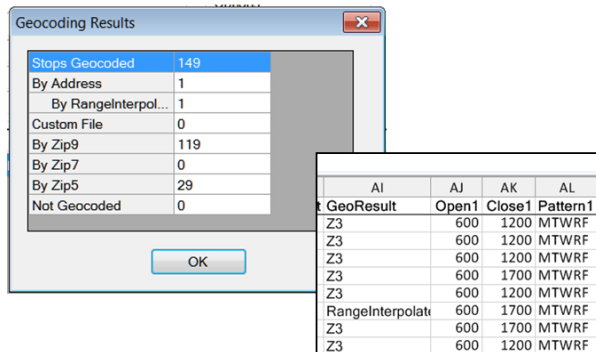 Geocoding Results
Stops Geocoded 149
By Address 1
By RangeInterpol... 1
Custom File 0
By Zip9 119
By Zip7 0
By Zip5 29
Not Geocoded 0
OK
AI AJ AK AL
t GeoResult Open1 Close1 Pattern1
Z3 600 1200 MTWRF
Z3 600 1200 MTWRF
Z3 600 1200 MTWRF
Z3 600 1700 MTWRF
Z3 600 1200 MTWRF
RangeInterpolate 600 1700 MTWRF
Z3 600 1700 MTWRF
Z3 600 1200 MTWRF